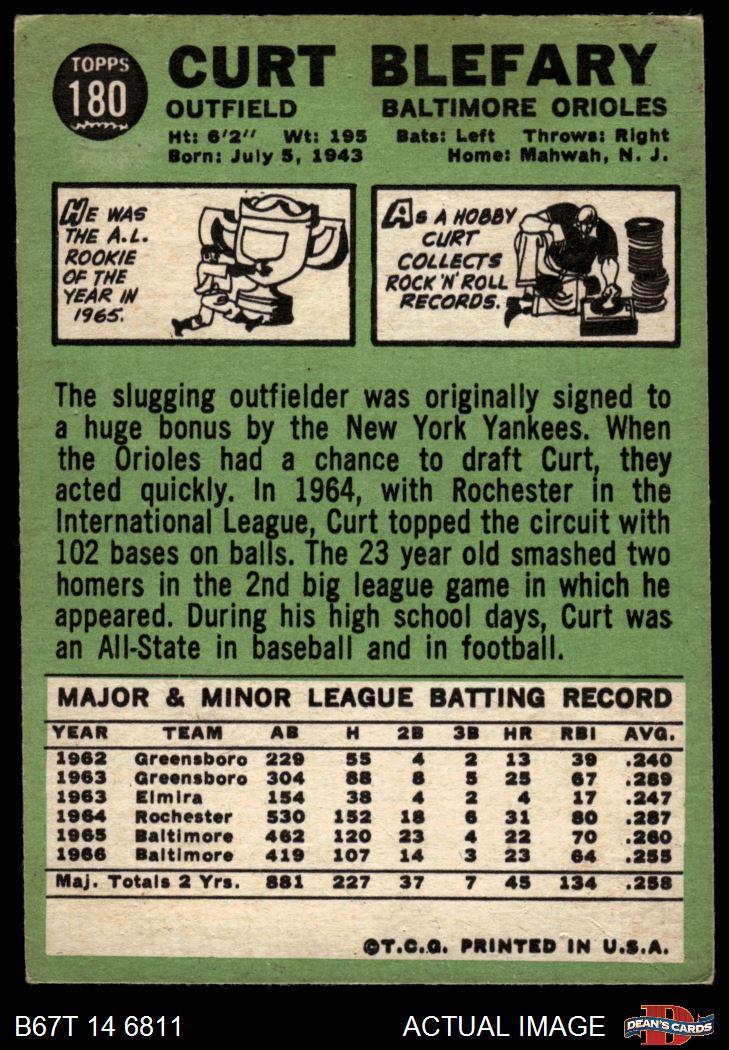 TOPPS
180
CURT BLEFARY
OUTFIELD BALTIMORE ORIOLES
Ht: 6'2" Wt: 195 Bats: Left Throws: Right
Born: July 5, 1943 Home: Mahwah, N. J.
HE WAS
THE A.L.
ROOKIE
OF THE
YEAR IN
1965.
AS A HOBBY
CURT
COLLECTS
ROCK 'N' ROLL
RECORDS.
The slugging outfielder was originally signed to
a huge bonus by the New York Yankees. When
the Orioles had a chance to draft Curt, they
acted quickly. In 1964, with Rochester in the
International League, Curt topped the circuit with
102 bases on balls. The 23 year old smashed two
homers in the 2nd big league game in which he
appeared. During his high school days, Curt was
an All-State in baseball and in football.
MAJOR & MINOR LEAGUE BATTING RECORD
YEAR TEAM AB H 2B 3B HR RBI AVG.
1962 Greensboro 229 55 4 2 13 39 .240
1963 Greensboro 304 88 8 5 25 67 .289
1963 Elmira 154 38 4 2 4 17 .247
1964 Rochester 530 152 18 6 31 80 .287
1965 Baltimore 462 120 23 4 22 70 .260
1966 Baltimore 419 107 14 3 23 64 .255
Maj. Totals 2 Yrs. 881 227 37 7 45 134 .258
©T.C.G. PRINTED IN U.S.A.
B67T 14 6811 ACTUAL IMAGE
D
DEAN'S CARDS